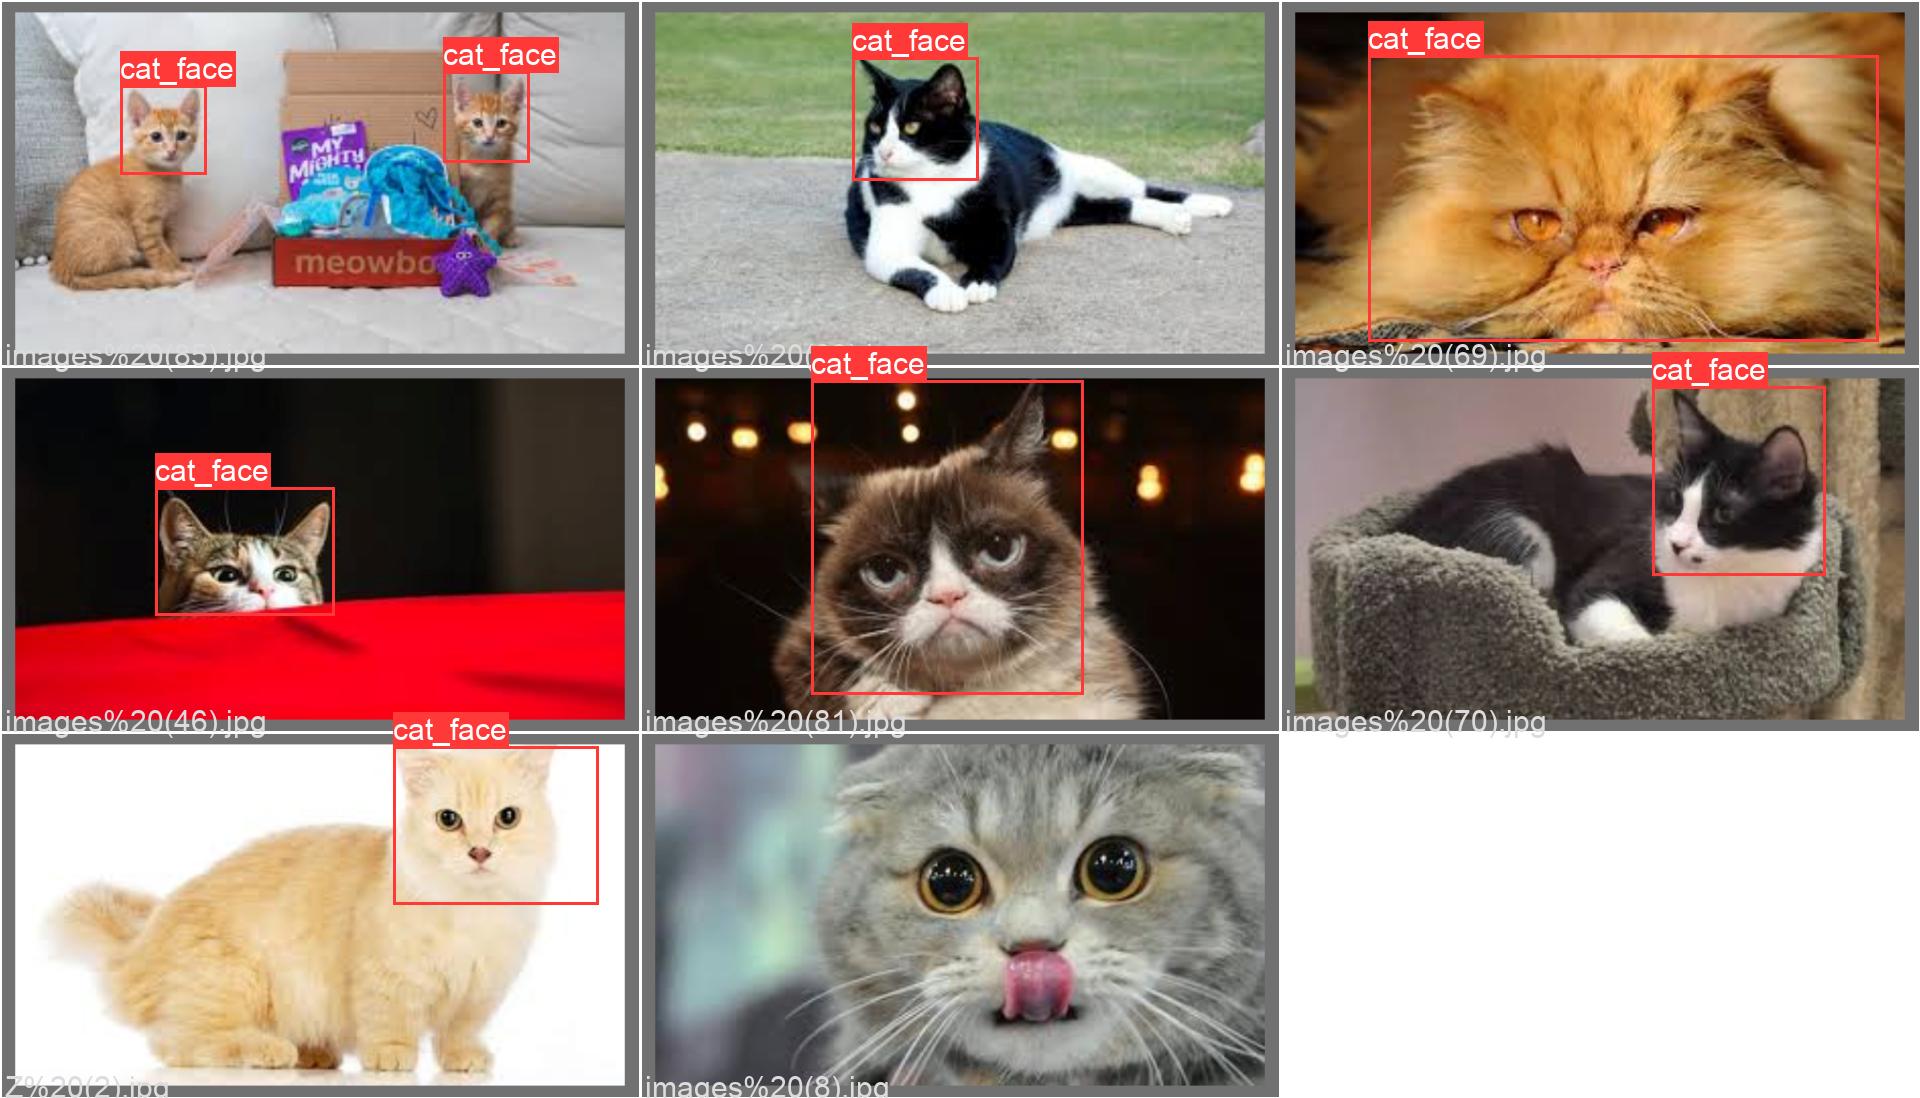 cat_face
cat_face
MY
MIGHTY
meowbo
images%20(85).jpg
cat_face
images%20(
cat_face
images%20(69).jpg
cat_face
images%20(46).jpg
cat_face
images%20(81).jpg
cat_face
images%20(70).jpg
cat_face
Z%20(2).jpg
images%20(8).jpg